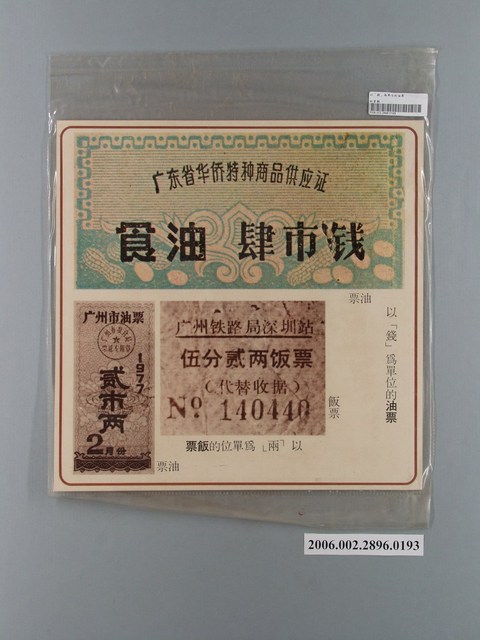 广东省华侨特种商品供应证
食油 肆市钱
票油
以「錢」爲單位的油票
广州市油票
1977
贰市两
2月份
票油
广州铁路局深圳站
伍分贰两饭票
(代替收据)
№ 140440
飯票
票飯的位單爲「兩」以
2006.002.2896.0193